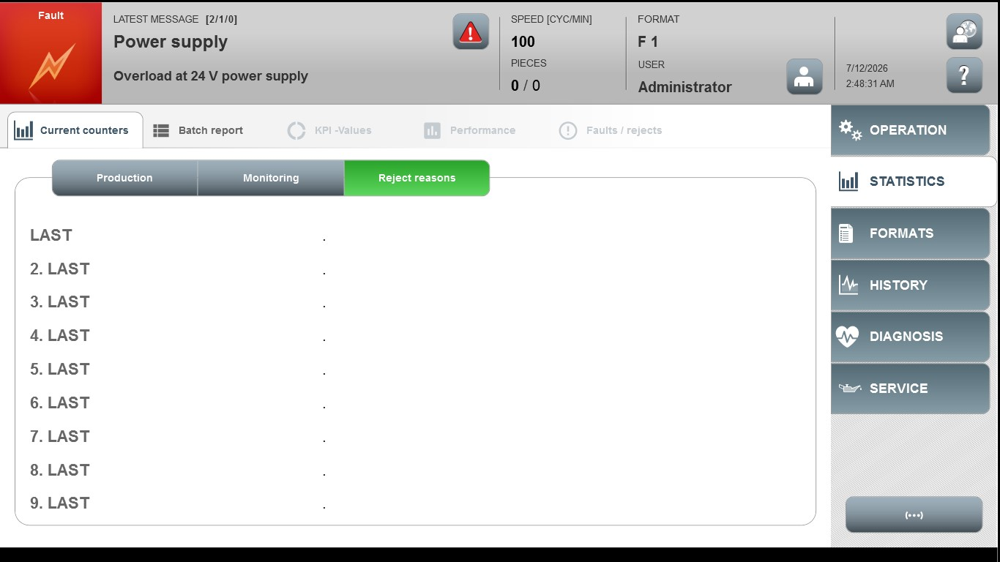 Fault
LATEST MESSAGE [2/1/0]
Power supply
Overload at 24 V power supply
SPEED [CYC/MIN]
100
PIECES
0 / 0
FORMAT
F 1
USER
Administrator
7/12/2026
2:48:31 AM
?
Current counters
Batch report
KPI -Values
Performance
Faults / rejects
Production
Monitoring
Reject reasons
LAST .
2. LAST .
3. LAST .
4. LAST .
5. LAST .
6. LAST .
7. LAST .
8. LAST .
9. LAST .
OPERATION
STATISTICS
FORMATS
HISTORY
DIAGNOSIS
SERVICE
(•••)